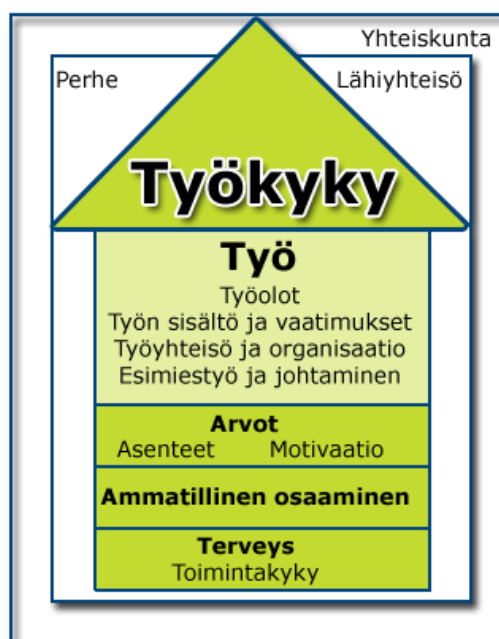 Yhteiskunta
Perhe Lähiyhteisö
Työkyky
Työ
Työolot
Työn sisältö ja vaatimukset
Työyhteisö ja organisaatio
Esimiestyö ja johtaminen
Arvot
Asenteet Motivaatio
Ammatillinen osaaminen
Terveys
Toimintakyky